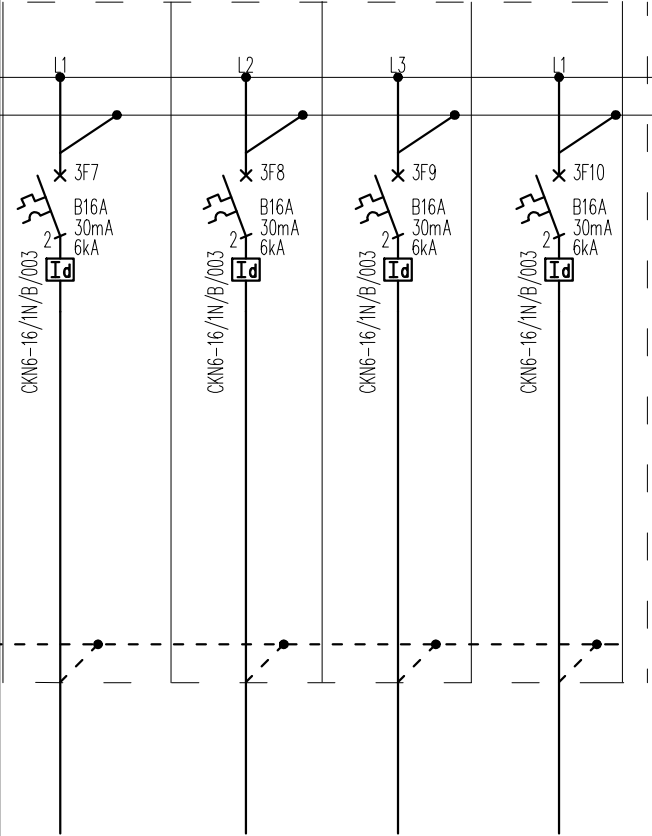 L1
L2
L3
L1
3F7
B16A
30mA
6kA
2
Id
CKN6-16/1N/B/003
3F8
B16A
30mA
6kA
2
Id
CKN6-16/1N/B/003
3F9
B16A
30mA
6kA
2
Id
CKN6-16/1N/B/003
3F10
B16A
30mA
6kA
2
Id
CKN6-16/1N/B/003